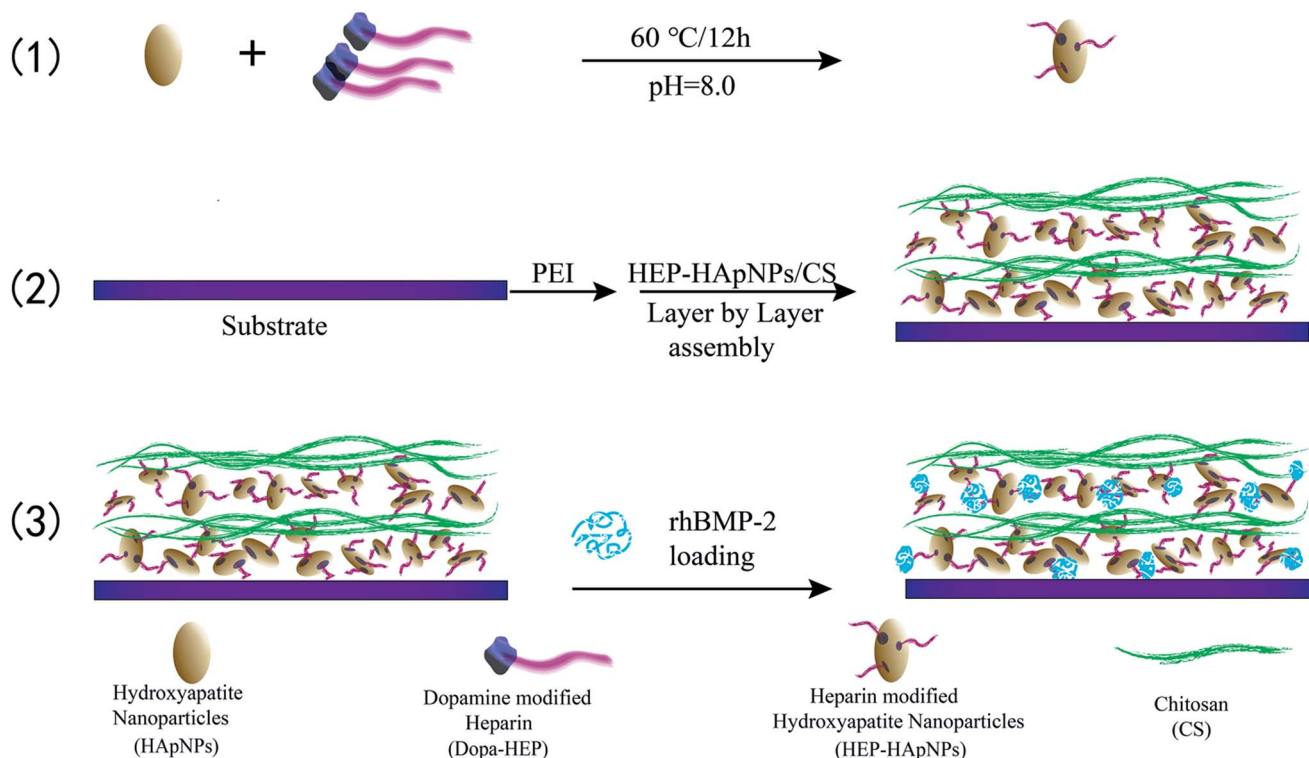 (1)
+
60 °C/12h
pH=8.0
(2)
Substrate
PEI
HEP-HApNPs/CS
Layer by Layer
assembly
(3)
rhBMP-2
loading
Hydroxyapatite
Nanoparticles
(HApNPs)
Dopamine modified
Heparin
(Dopa-HEP)
Heparin modified
Hydroxyapatite Nanoparticles
(HEP-HApNPs)
Chitosan
(CS)